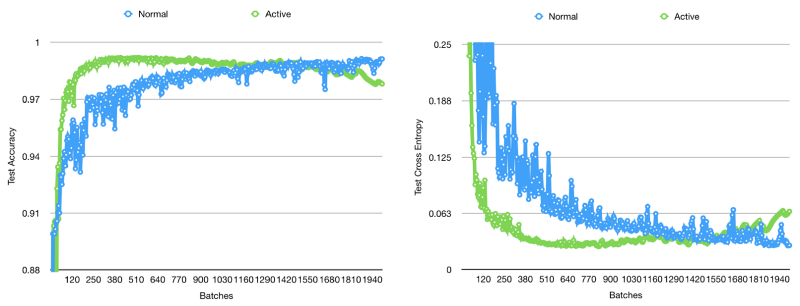 Normal Active
1
0.97
0.94
0.91
0.88
Test Accuracy
120 250 380 510 640 770 900 1030 1160 1290 1420 1550 1680 1810 1940
Batches
Normal Active
0.25
0.188
0.125
0.063
0
Test Cross Entropy
120 250 380 510 640 770 900 1030 1160 1290 1420 1550 1680 1810 1940
Batches